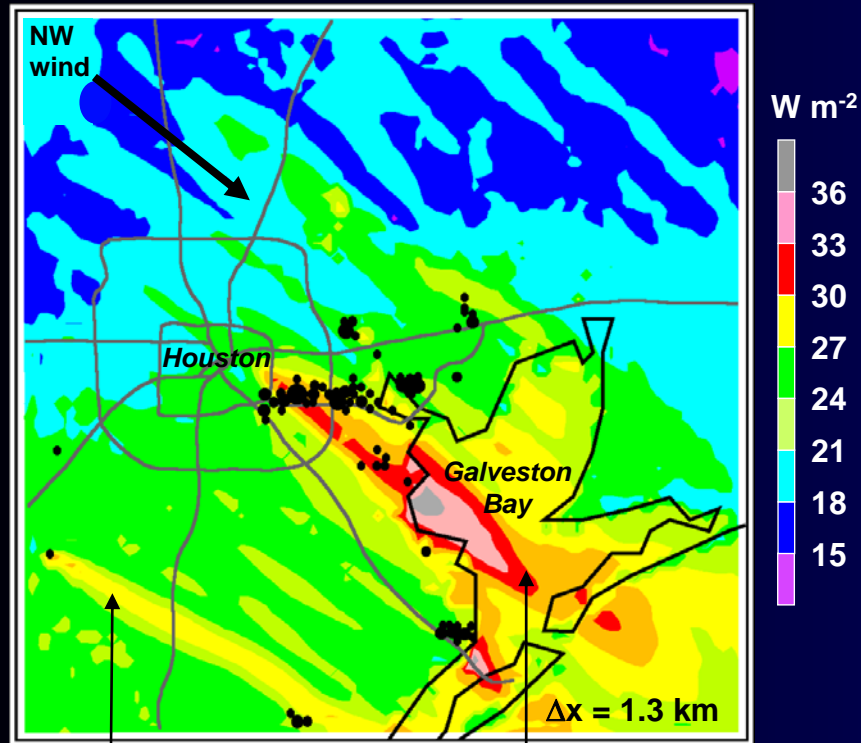 NW
wind
W m-2
36
33
30
27
24
21
18
15
Houston
Galveston
Bay
Δx = 1.3 km